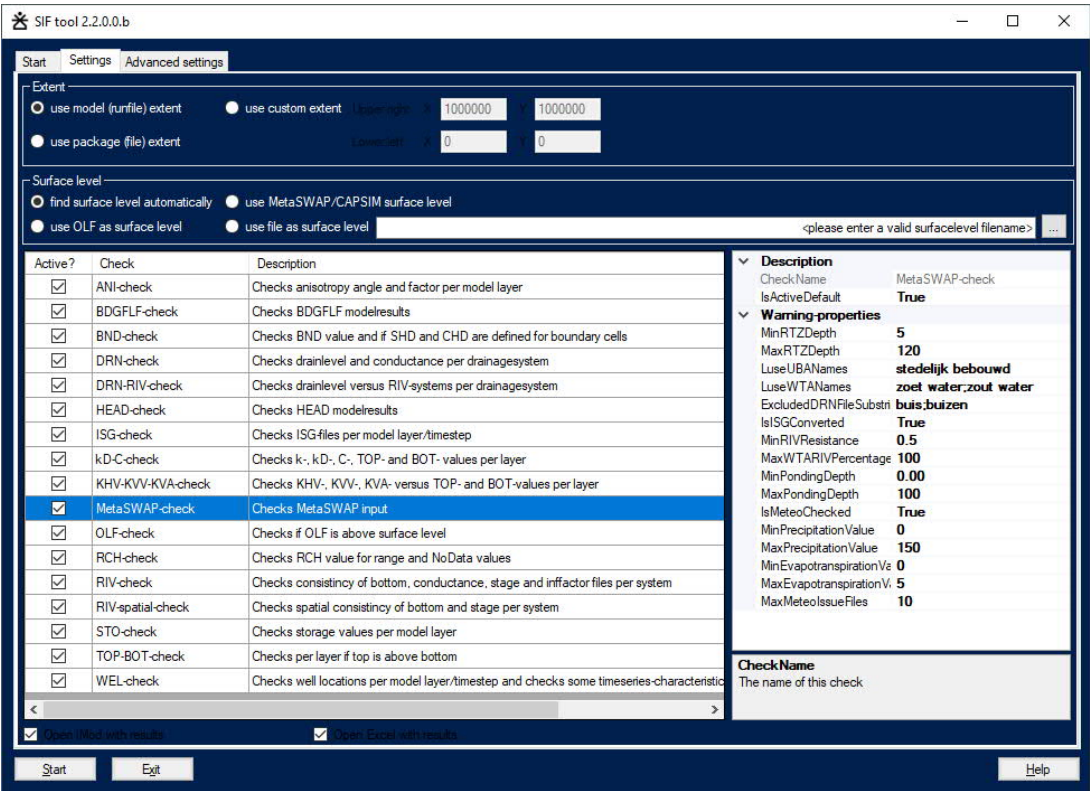 SIF tool 2.2.0.0.b
Start Settings Advanced settings
Extent
use model (runfile) extent use custom extent Upper right: X 1000000 Y 1000000
use package (file) extent Lower left: X 0 Y 0
Surface level
find surface level automatically use MetaSWAP/CAPSIM surface level
use OLF as surface level use file as surface level <please enter a valid surfacelevel filename> ...
Active? Check Description
ANI-check Checks anisotropy angle and factor per model layer
BDGFLF-check Checks BDGFLF modelresults
BND-check Checks BND value and if SHD and CHD are defined for boundary cells
DRN-check Checks drainlevel and conductance per drainagesystem
DRN-RIV-check Checks drainlevel versus RIV-systems per drainagesystem
HEAD-check Checks HEAD modelresults
ISG-check Checks ISG-files per model layer/timestep
kD-C-check Checks k-, kD-, C-, TOP- and BOT- values per layer
KHV-KVV-KVA-check Checks KHV-, KVV-, KVA- versus TOP- and BOT-values per layer
MetaSWAP-check Checks MetaSWAP input
OLF-check Checks if OLF is above surface level
RCH-check Checks RCH value for range and NoData values
RIV-check Checks consistincy of bottom, conductance, stage and inffactor files per system
RIV-spatial-check Checks spatial consistincy of bottom and stage per system
STO-check Checks storage values per model layer
TOP-BOT-check Checks per layer if top is above bottom
WEL-check Checks well locations per model layer/timestep and checks some timeseries-characteristic
Description
CheckName MetaSWAP-check
IsActiveDefault True
Warning-properties
MinRTZDepth 5
MaxRTZDepth 120
LuseUBANames stedelijk bebouwd
LuseWTANames zoet water;zout water
ExcludedDRNFileSubstri buis;buizen
IsISGConverted True
MinRIVResistance 0.5
MaxWTARIVPercentage 100
MinPondingDepth 0.00
MaxPondingDepth 100
IsMeteoChecked True
MinPrecipitationValue 0
MaxPrecipitationValue 150
MinEvapotranspirationVa 0
MaxEvapotranspirationVa 5
MaxMeteoIssueFiles 10
CheckName
The name of this check
Open iMod with results Open Excel with results
Start Exit Help